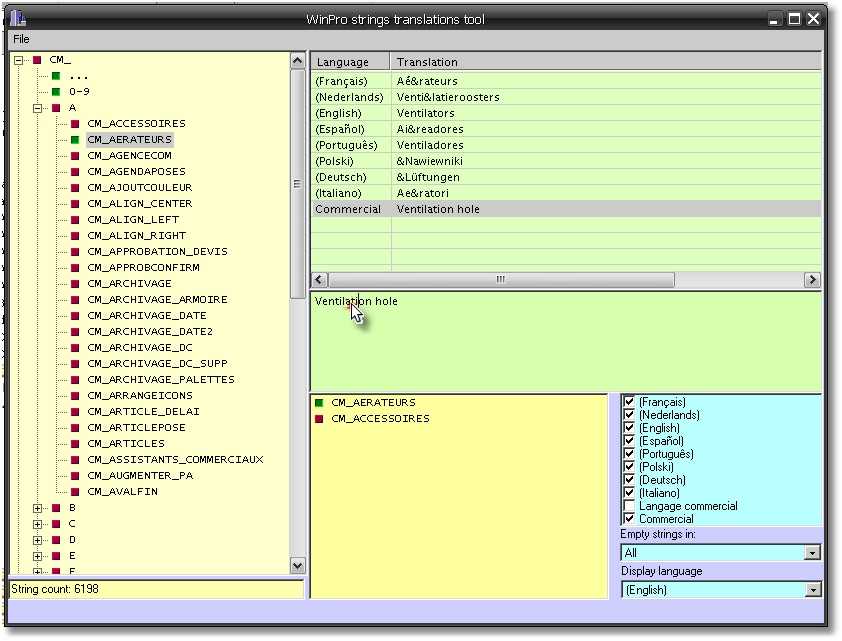 WinPro strings translations tool
File
CM_
...
0-9
A
CM_ACCESSOIRES
CM_AERATEURS
CM_AGENCECOM
CM_AGENDAPOSES
CM_AJOUTCOULEUR
CM_ALIGN_CENTER
CM_ALIGN_LEFT
CM_ALIGN_RIGHT
CM_APPROBATION_DEVIS
CM_APPROBCONFIRM
CM_ARCHIVAGE
CM_ARCHIVAGE_ARMOIRE
CM_ARCHIVAGE_DATE
CM_ARCHIVAGE_DATE2
CM_ARCHIVAGE_DC
CM_ARCHIVAGE_DC_SUPP
CM_ARCHIVAGE_PALETTES
CM_ARRANGEICONS
CM_ARTICLE_DELAI
CM_ARTICLEPOSE
CM_ARTICLES
CM_ASSISTANTS_COMMERCIAUX
CM_AUGMENTER_PA
CM_AVALFIN
B
C
D
E
F
String count: 6198
Language Translation
(Français) Aé&rateurs
(Nederlands) Venti&latieroosters
(English) Ventilators
(Español) Ai&readores
(Português) Ventiladores
(Polski) &Nawiewniki
(Deutsch) &Lüftungen
(Italiano) Ae&ratori
Commercial Ventilation hole
Ventilation hole
CM_AERATEURS
CM_ACCESSOIRES
(Français)
(Nederlands)
(English)
(Español)
(Português)
(Polski)
(Deutsch)
(Italiano)
Langage commercial
Commercial
Empty strings in:
All
Display language
(English)